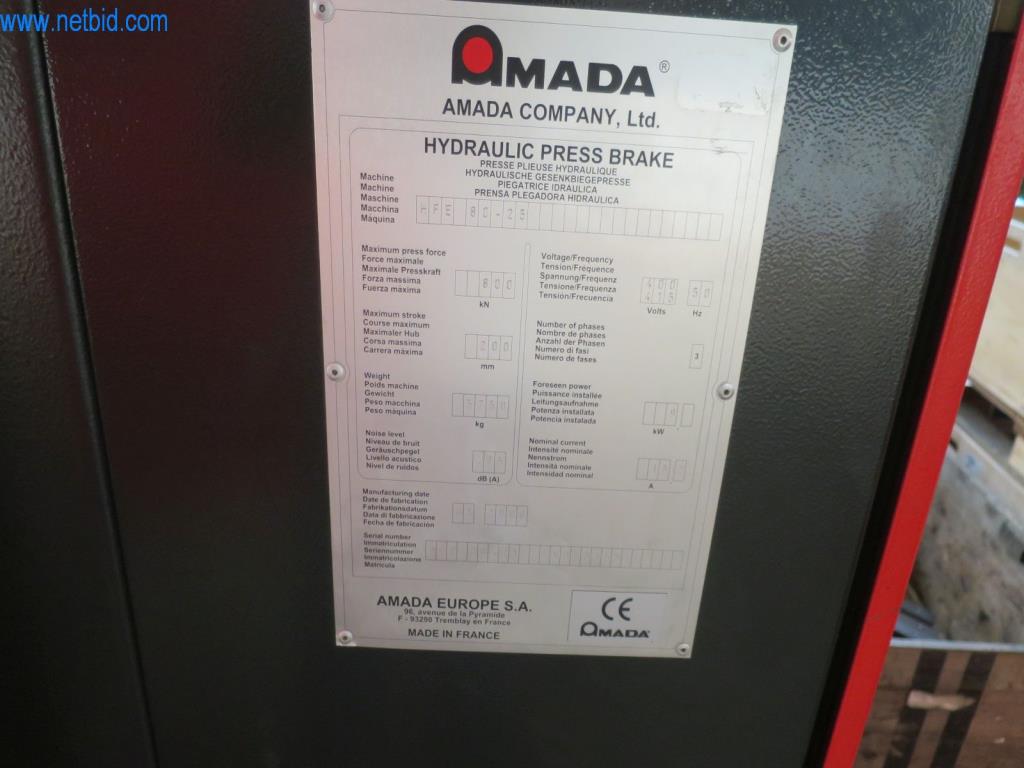 www.netbid.com
AMADA ®
AMADA COMPANY, Ltd.
HYDRAULIC PRESS BRAKE
PRESSE PLIEUSE HYDRAULIQUE
HYDRAULISCHE GESENKBIEGEPRESSE
PIEGATRICE IDRAULICA
PRENSA PLEGADORA HIDRAULICA
Machine
Machine
Maschine
Macchina
Máquina
HFE 80-25
Maximum press force
Force maximale
Maximale Presskraft
Forza massima
Fuerza máxima
800
kN
Maximum stroke
Course maximum
Maximaler Hub
Corsa massima
Carrera máxima
200
mm
Weight
Poids machine
Gewicht
Peso macchina
Peso máquina
kg
Noise level
Niveau de bruit
Geräuschpegel
Livello acustico
Nivel de ruidos
dB (A)
Voltage/Frequency
Tension/Fréquence
Spannung/Frequenz
Tensione/Frequenza
Tensión/Frecuencia
400
415
Volts
50
Hz
Number of phases
Nombre de phases
Anzahl der Phasen
Numero di fasi
Numero de fases
3
Foreseen power
Puissance installée
Leitungsaufnahme
Potenza installata
Potencia instalada
kW
Nominal current
Intensité nominale
Nennstrom
Intensità nominale
Intensidad nominal
A
Manufacturing date
Date de fabrication
Fabrikationsdatum
Data di fabbricazione
Fecha de fabricación
Serial number
Immatriculation
Seriennummer
Immatricolazione
Matricula
AMADA EUROPE S.A.
96, avenue de la Pyramide
F - 93290 Tremblay en France
MADE IN FRANCE
CE
AMADA